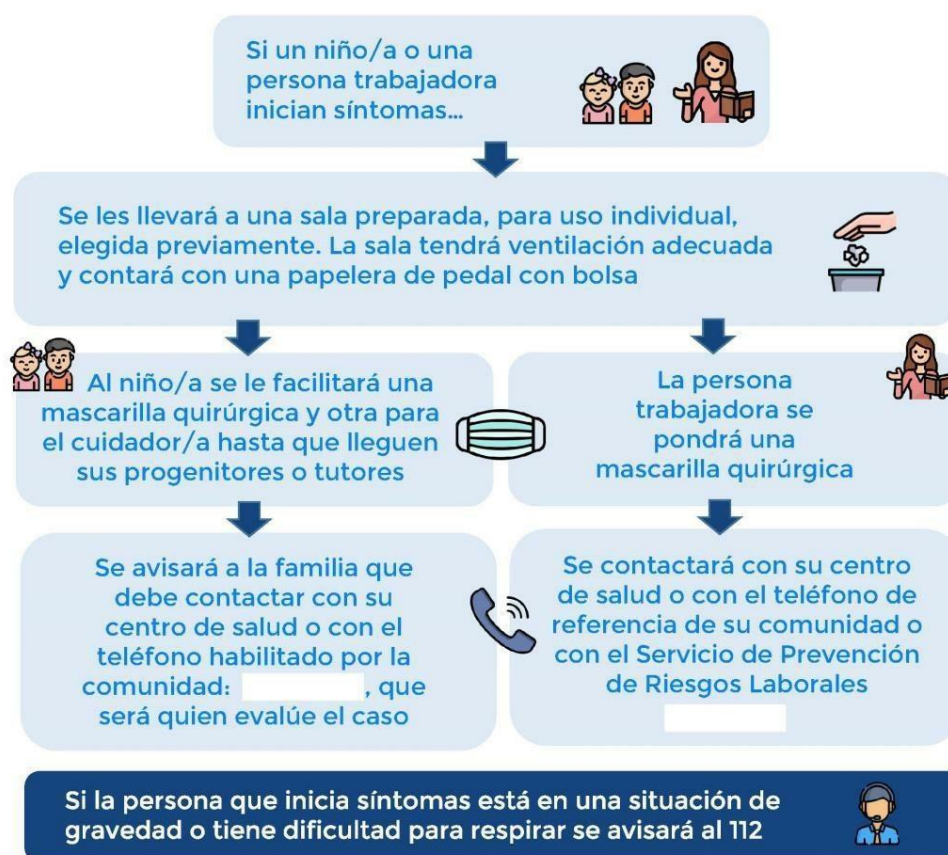 Si un niño/a o una
persona trabajadora
inician síntomas...
Se les llevará a una sala preparada, para uso individual,
elegida previamente. La sala tendrá ventilación adecuada
y contará con una papelera de pedal con bolsa
Al niño/a se le facilitará una
mascarilla quirúrgica y otra para
el cuidador/a hasta que lleguen
sus progenitores o tutores
La persona
trabajadora se
pondrá una
mascarilla quirúrgica
Se avisará a la familia que
debe contactar con su
centro de salud o con el
teléfono habilitado por la
comunidad: , que
será quien evalúe el caso
Se contactará con su centro
de salud o con el teléfono de
referencia de su comunidad o
con el Servicio de Prevención
de Riesgos Laborales
Si la persona que inicia síntomas está en una situación de
gravedad o tiene dificultad para respirar se avisará al 112